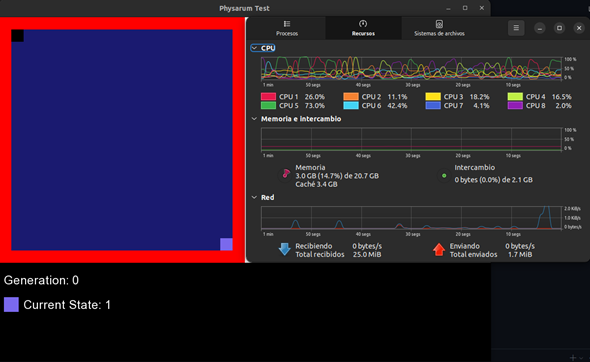 Physarum Test
Procesos
Recursos
Sistemas de archivos
CPU
100 %
50 %
0 %
1 min
50 segs
40 segs
30 segs
20 segs
10 segs
CPU 1 26.0%
CPU 2 11.1%
CPU 3 18.2%
CPU 4 16.5%
CPU 5 73.0%
CPU 6 42.4%
CPU 7 4.1%
CPU 8 2.0%
Memoria e intercambio
100 %
50 %
0 %
1 min
50 segs
40 segs
30 segs
20 segs
10 segs
Memoria
3.0 GB (14.7%) de 20.7 GB
Caché 3.4 GB
Intercambio
0 bytes (0.0%) de 2.1 GB
Red
2.0 KiB/s
1.0 KiB/s
0 bytes/s
1 min
50 segs
40 segs
30 segs
20 segs
10 segs
Recibiendo 0 bytes/s
Total recibidos 25.0 MiB
Enviando 0 bytes/s
Total enviados 1.7 MiB
Generation: 0
Current State: 1